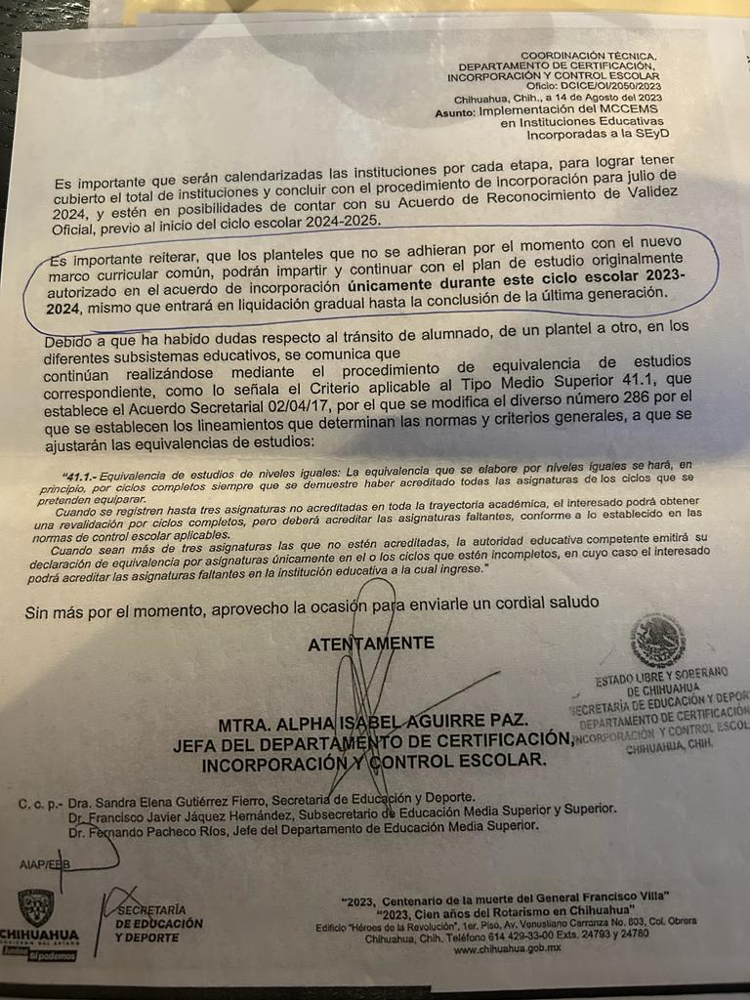 COORDINACIÓN TÉCNICA.
DEPARTAMENTO DE CERTIFICACIÓN,
INCORPORACIÓN Y CONTROL ESCOLAR
Oficio: DCICE/OI/2050/2023
Chihuahua, Chih., a 14 de Agosto del 2023
Asunto: Implementación del MCCEMS
en Instituciones Educativas
Incorporadas a la SEyD
Es importante que serán calendarizadas las instituciones por cada etapa, para lograr tener
cubierto el total de instituciones y concluir con el procedimiento de incorporación para julio de
2024, y estén en posibilidades de contar con su Acuerdo de Reconocimiento de Validez
Oficial, previo al inicio del ciclo escolar 2024-2025.
Es importante reiterar, que los planteles que no se adhieran por el momento con el nuevo
marco curricular común, podrán impartir y continuar con el plan de estudio originalmente
autorizado en el acuerdo de incorporación únicamente durante este ciclo escolar 2023-
2024, mismo que entrará en liquidación gradual hasta la conclusión de la última generación.
Debido a que ha habido dudas respecto al tránsito de alumnado, de un plantel a otro, en los
diferentes subsistemas educativos, se comunica que
continúan realizándose mediante el procedimiento de equivalencia de estudios
correspondiente, como lo señala el Criterio aplicable al Tipo Medio Superior 41.1, que
establece el Acuerdo Secretarial 02/04/17, por el que se modifica el diverso número 286 por el
que se establecen los lineamientos que determinan las normas y criterios generales, a que se
ajustarán las equivalencias de estudios:
"41.1.- Equivalencia de estudios de niveles iguales: La equivalencia que se elabore por niveles iguales se hará, en
principio, por ciclos completos siempre que se demuestre haber acreditado todas las asignaturas de los ciclos que se
pretenden equiparar.
Cuando se registren hasta tres asignaturas no acreditadas en toda la trayectoria académica, el interesado podrá obtener
una revalidación por ciclos completos, pero deberá acreditar las asignaturas faltantes, conforme a lo establecido en las
normas de control escolar aplicables.
Cuando sean más de tres asignaturas las que no estén acreditadas, la autoridad educativa competente emitirá su
declaración de equivalencia por asignaturas únicamente en el o los ciclos que estén incompletos, en cuyo caso el interesado
podrá acreditar las asignaturas faltantes en la institución educativa a la cual ingrese."
Sin más por el momento, aprovecho la ocasión para enviarle un cordial saludo
ATENTAMENTE
MTRA. ALPHA ISABEL AGUIRRE PAZ.
JEFA DEL DEPARTAMENTO DE CERTIFICACIÓN,
INCORPORACIÓN Y CONTROL ESCOLAR.
ESTADO LIBRE Y SOBERANO
DE CHIHUAHUA
SECRETARÍA DE EDUCACIÓN Y DEPOR
DEPARTAMENTO DE CERTIFICACIÓN
INCORPORACIÓN Y CONTROL ESCOL
CHIHUAHUA, CHIH.
C. c. p.- Dra. Sandra Elena Gutiérrez Fierro, Secretaria de Educación y Deporte.
Dr. Francisco Javier Jáquez Hernández, Subsecretario de Educación Media Superior y Superior.
Dr. Fernando Pacheco Ríos, Jefe del Departamento de Educación Media Superior.
AIAP/EBB
CHIHUAHUA
GOBIERNO DEL ESTADO
Juntos Sí podemos
SECRETARÍA
DE EDUCACIÓN
Y DEPORTE
"2023, Centenario de la muerte del General Francisco Villa"
"2023, Cien años del Rotarismo en Chihuahua"
Edificio "Héroes de la Revolución", 1er. Piso, Av. Venustiano Carranza No. 803, Col. Obrera
Chihuahua, Chih. Teléfono 614 429-33-00 Exts. 24793 y 24780
www.chihuahua.gob.mx